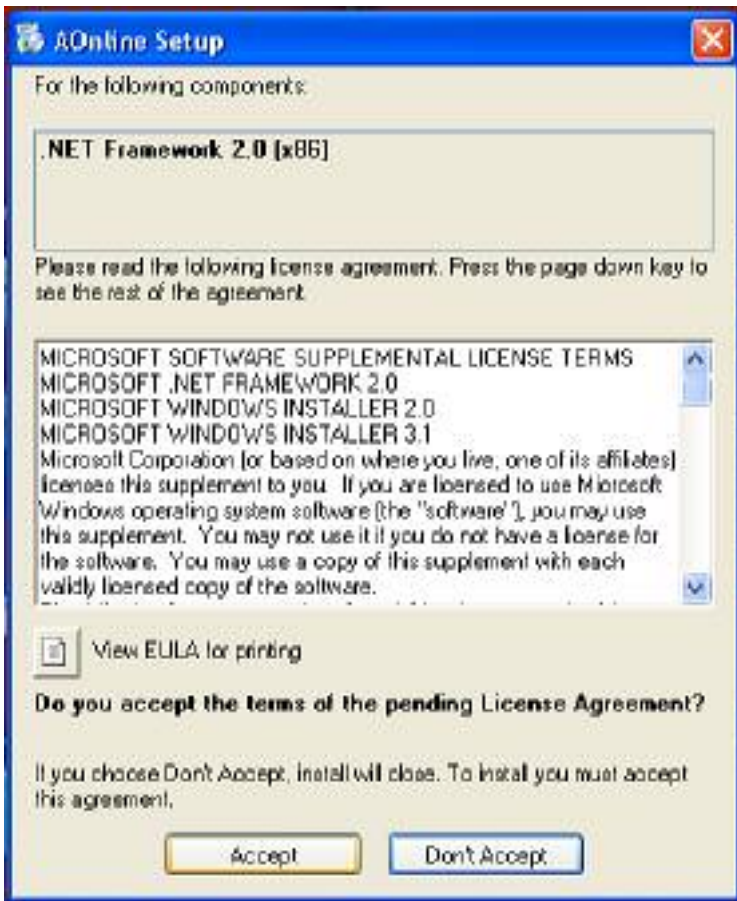 AOnline Setup
For the following components:
.NET Framework 2.0 (x86)
Please read the following license agreement. Press the page down key to
see the rest of the agreement.
MICROSOFT SOFTWARE SUPPLEMENTAL LICENSE TERMS
MICROSOFT .NET FRAMEWORK 2.0
MICROSOFT WINDOWS INSTALLER 2.0
MICROSOFT WINDOWS INSTALLER 3.1
Microsoft Corporation (or based on where you live, one of its affiliates)
licenses this supplement to you.  If you are licensed to use Microsoft
Windows operating system software (the "software"), you may use
this supplement.  You may not use it if you do not have a license for
the software.  You may use a copy of this supplement with each
validly licensed copy of the software.
View EULA for printing
Do you accept the terms of the pending License Agreement?
If you choose Don't Accept, install will close. To install you must accept
this agreement.
Accept
Don't Accept